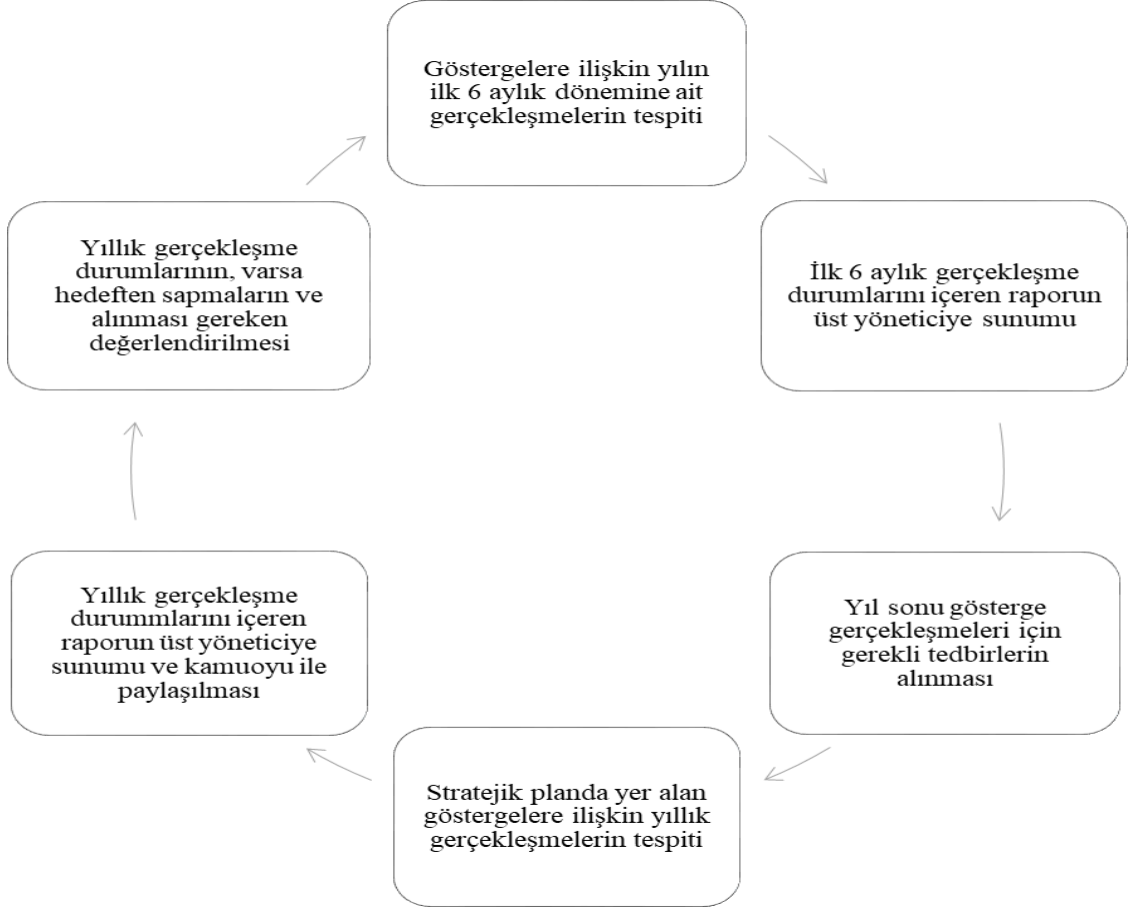 Göstergelere ilişkin yılın
ilk 6 aylık dönemine ait
gerçekleşmelerin tespiti
İlk 6 aylık gerçekleşme
durumlarını içeren raporun
üst yöneticiye sunumu
Yıl sonu gösterge
gerçekleşmeleri için
gerekli tedbirlerin
alınması
Stratejik planda yer alan
göstergelere ilişkin yıllık
gerçekleşmelerin tespiti
Yıllık gerçekleşme
durummlarını içeren
raporun üst yöneticiye
sunumu ve kamuoyu ile
paylaşılması
Yıllık gerçekleşme
durumlarının, varsa
hedeften sapmaların ve
alınması gereken
değerlendirilmesi